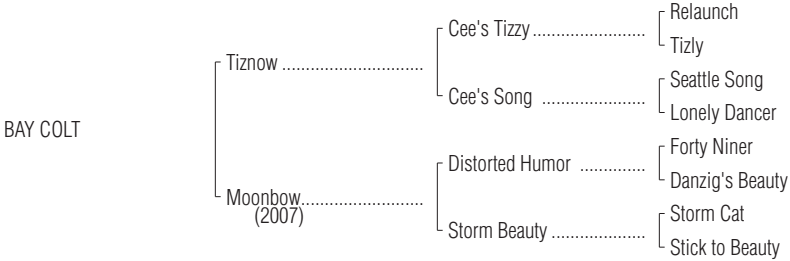 Relaunch
Cee's Tizzy ........................
Tizly
Tiznow ..............................
Seattle Song
Cee's Song ......................
Lonely Dancer
BAY COLT
Forty Niner
Distorted Humor ..............
Danzig's Beauty
Moonbow..........................
(2007)
Storm Cat
Storm Beauty ....................
Stick to Beauty